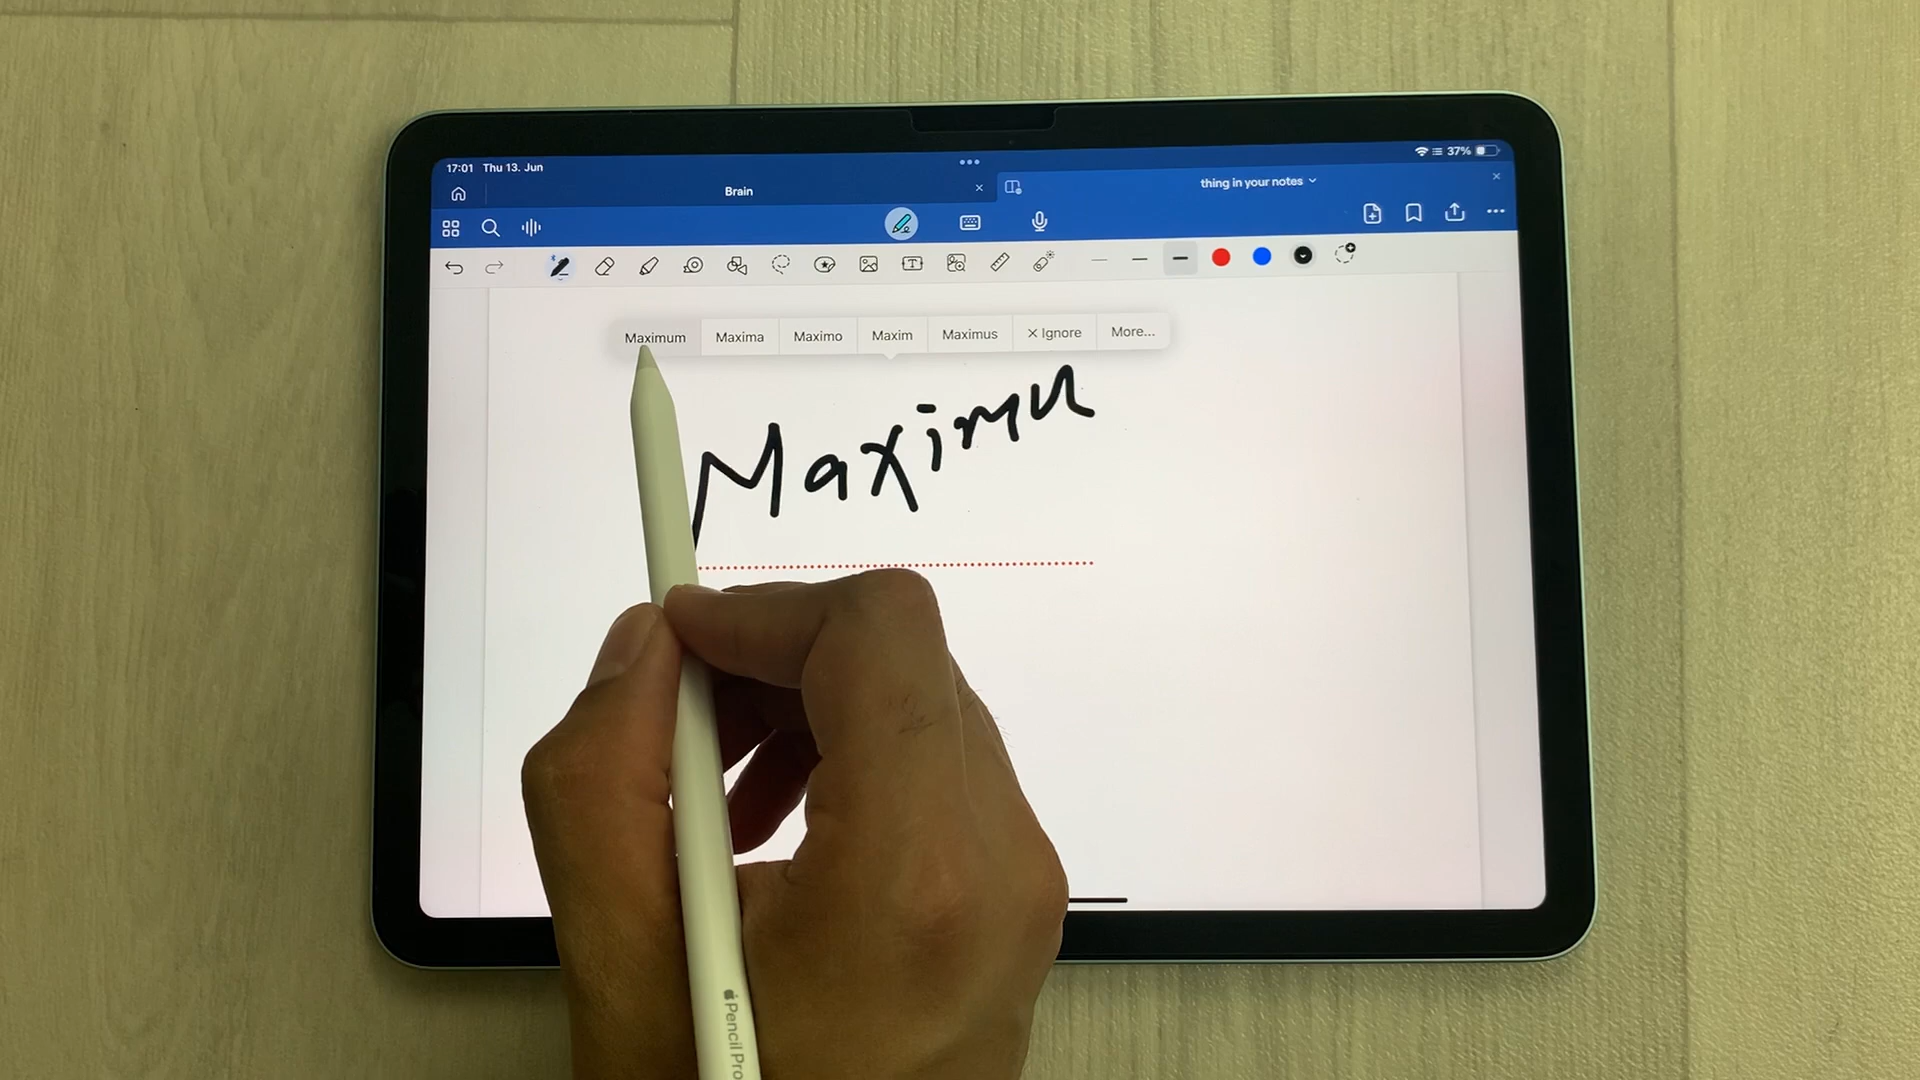 17:01 Thu 13. Jun
37%
Brain
thing in your notes
Maximum Maxima Maximo Maxim Maximus Ignore More...
Maximu
Pencil Pro